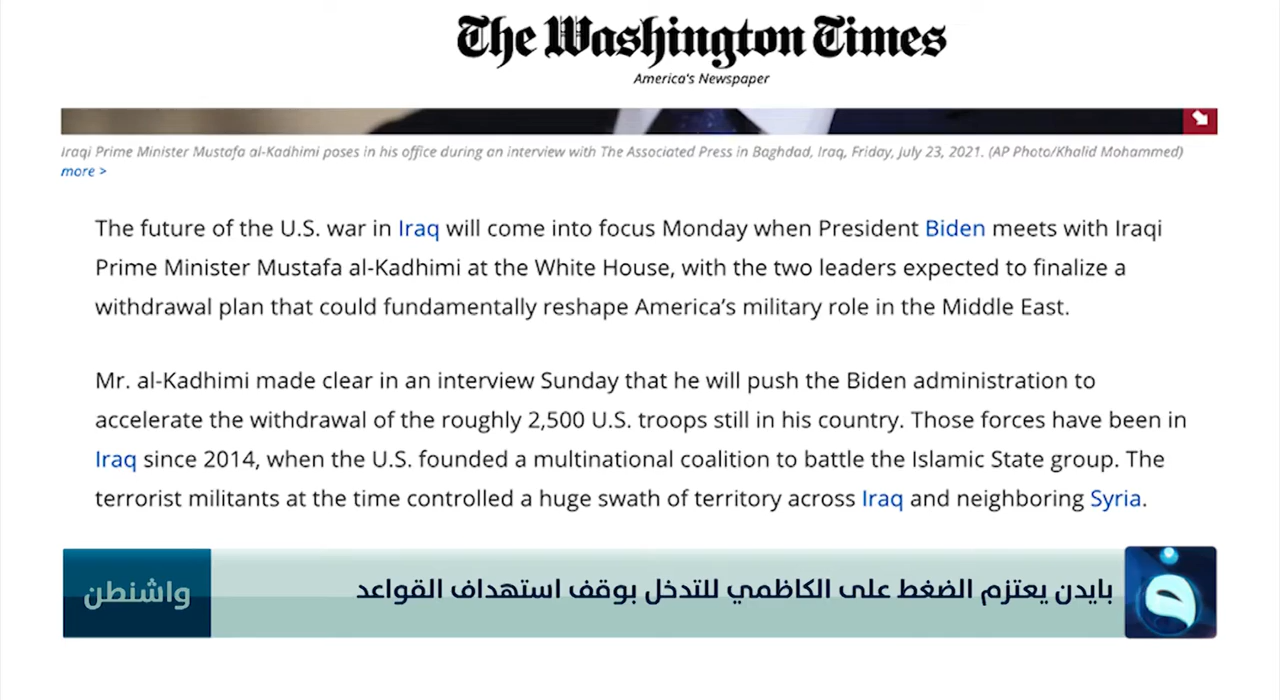 The Washington Times
America's Newspaper
Iraqi Prime Minister Mustafa al-Kadhimi poses in his office during an interview with The Associated Press in Baghdad, Iraq, Friday, July 23, 2021. (AP Photo/Khalid Mohammed)
more >
The future of the U.S. war in Iraq will come into focus Monday when President Biden meets with Iraqi
Prime Minister Mustafa al-Kadhimi at the White House, with the two leaders expected to finalize a
withdrawal plan that could fundamentally reshape America’s military role in the Middle East.
Mr. al-Kadhimi made clear in an interview Sunday that he will push the Biden administration to
accelerate the withdrawal of the roughly 2,500 U.S. troops still in his country. Those forces have been in
Iraq since 2014, when the U.S. founded a multinational coalition to battle the Islamic State group. The
terrorist militants at the time controlled a huge swath of territory across Iraq and neighboring Syria.
بايدن يعتزم الضغط على الكاظمي للتدخل بوقف استهداف القواعد
واشنطن